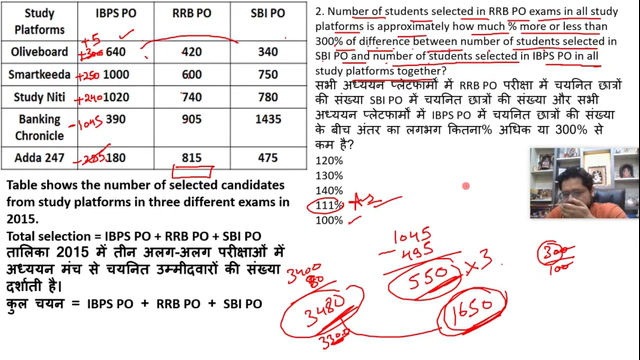 Study Platforms IBPS PO RRB PO SBI PO
+5
Oliveboard +300 640 420 340
Smartkeeda +250 1000 600 750
Study Niti +240 1020 740 780
Banking Chronicle -1045 390 905 1435
Adda 247 -295 180 815 475
Table shows the number of selected candidates
from study platforms in three different exams in
2015.
Total selection = IBPS PO + RRB PO + SBI PO
तालिका 2015 में तीन अलग-अलग परीक्षाओं में
अध्ययन मंच से चयनित उम्मीदवारों की संख्या
दर्शाती है।
कुल चयन = IBPS PO + RRB PO + SBI PO
2. Number of students selected in RRB PO exams in all study
platforms is approximately how much % more or less than
300% of difference between number of students selected in
SBI PO and number of students selected in IBPS PO in all
study platforms together?
सभी अध्ययन प्लेटफार्मों में RRB PO परीक्षा में चयनित छात्रों
की संख्या SBI PO में चयनित छात्रों की संख्या और सभी
अध्ययन प्लेटफार्मों में IBPS PO में चयनित छात्रों की संख्या
के बीच अंतर का लगभग कितना% अधिक या 300% से
कम है?
120%
130%
140%
111% Ans
100%
1045
- 495
550 × 3
1650
3400
80
3480
3300
300
100